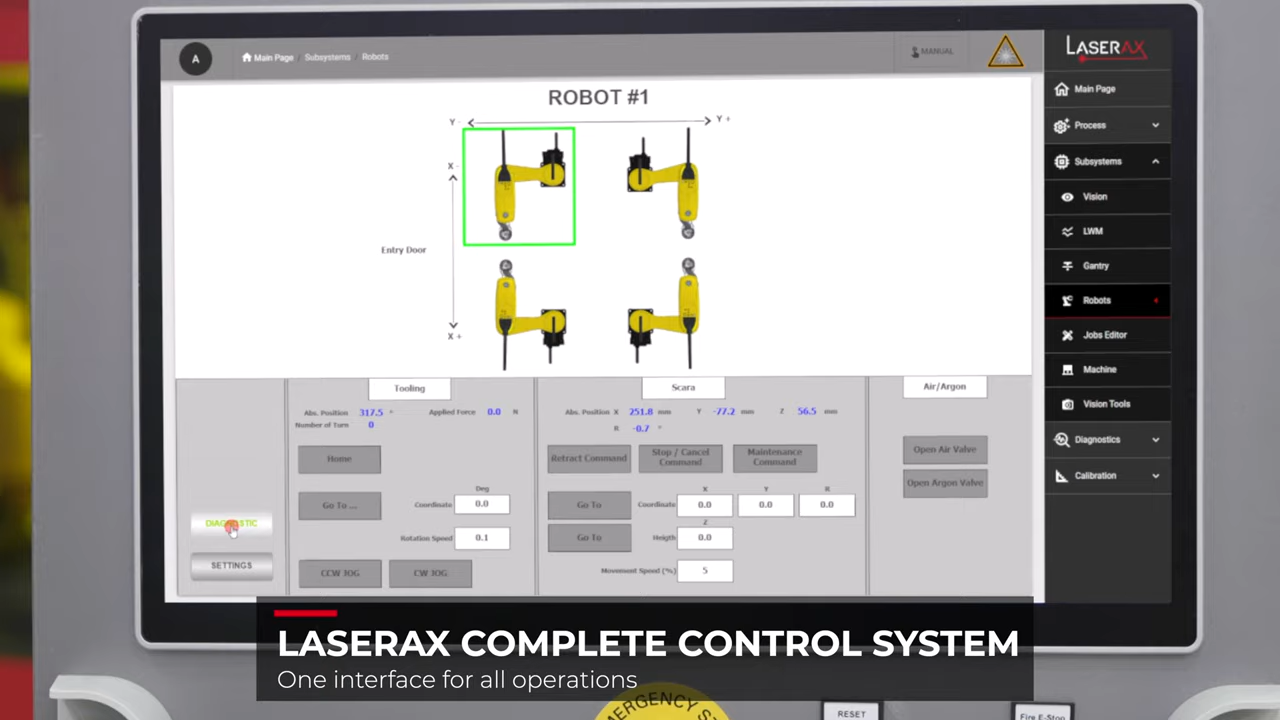 A
Main Page / Subsystems / Robots
MANUAL
LASERAX
ROBOT #1
Y -
Y +
X -
Entry Door
X +
Main Page
Process
Subsystems
Vision
LWM
Gantry
Robots
Jobs Editor
Machine
Vision Tools
Diagnostics
Calibration
DIAGNOSTIC
SETTINGS
Tooling
Abs. Position 317.5 ° Applied Force 0.0 N
Number of Turn 0
Home
Deg
Go To ... Coordinate 0.0
Rotation Speed 0.1
CCW JOG CW JOG
Scara
Abs. Position X 251.8 mm Y -77.2 mm Z 56.5 mm
R -0.7 °
Retract Command
Stop / Cancel
Command
Maintenance
Command
X Y R
Go To Coordinate 0.0 0.0 0.0
Z
Go To Heigth 0.0
Movement Speed (%) 5
Air/Argon
Open Air Valve
Open Argon Valve
LASERAX COMPLETE CONTROL SYSTEM
One interface for all operations
RESET
Fire E-Stop